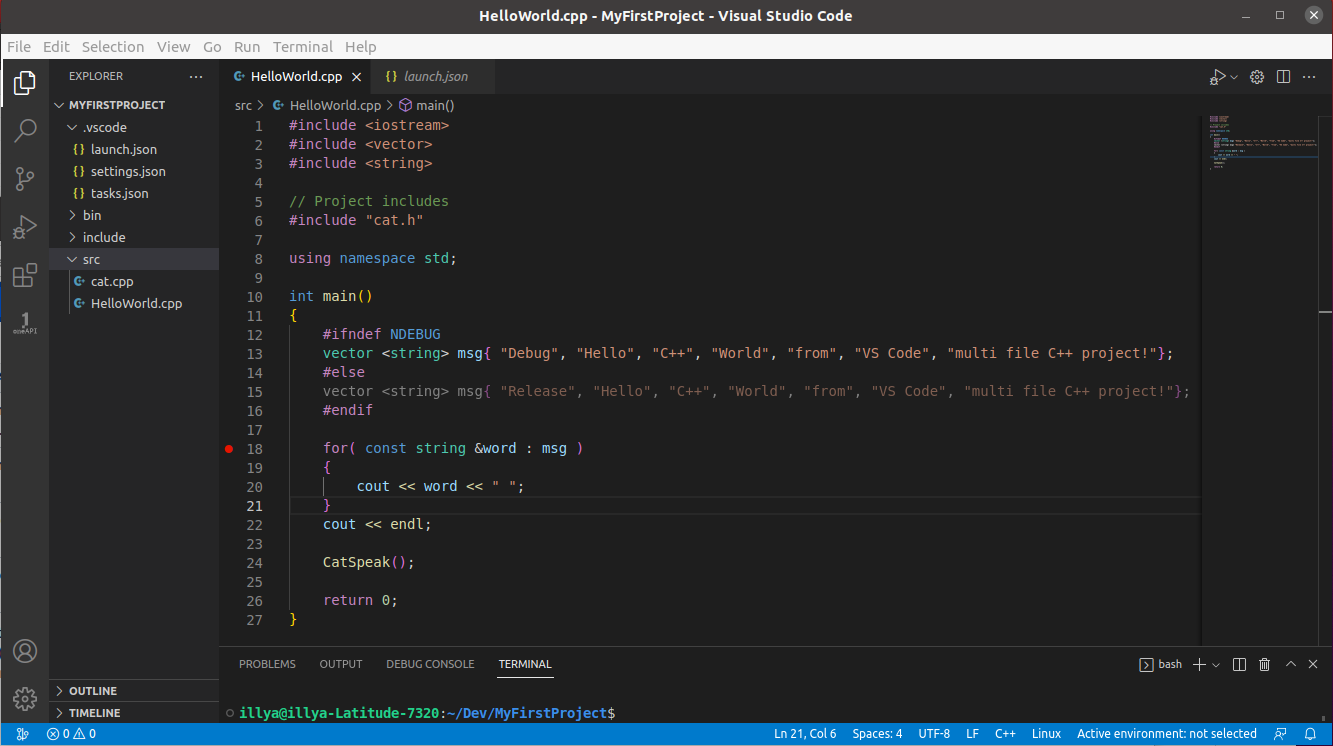 HelloWorld.cpp - MyFirstProject - Visual Studio Code
File Edit Selection View Go Run Terminal Help
EXPLORER
MYFIRSTPROJECT
.vscode
launch.json
settings.json
tasks.json
bin
include
src
cat.cpp
HelloWorld.cpp
OUTLINE
TIMELINE
oneAPI
HelloWorld.cpp launch.json
src > HelloWorld.cpp > main()
1 #include <iostream>
2 #include <vector>
3 #include <string>
4
5 // Project includes
6 #include "cat.h"
7
8 using namespace std;
9
10 int main()
11 {
12 #ifndef NDEBUG
13 vector <string> msg{ "Debug", "Hello", "C++", "World", "from", "VS Code", "multi file C++ project!"};
14 #else
15 vector <string> msg{ "Release", "Hello", "C++", "World", "from", "VS Code", "multi file C++ project!"};
16 #endif
17
18 for( const string &word : msg )
19 {
20 cout << word << " ";
21 }
22 cout << endl;
23
24 CatSpeak();
25
26 return 0;
27 }
PROBLEMS OUTPUT DEBUG CONSOLE TERMINAL
bash
illya@illya-Latitude-7320:~/Dev/MyFirstProject$
0 0
Ln 21, Col 6 Spaces: 4 UTF-8 LF C++ Linux Active environment: not selected